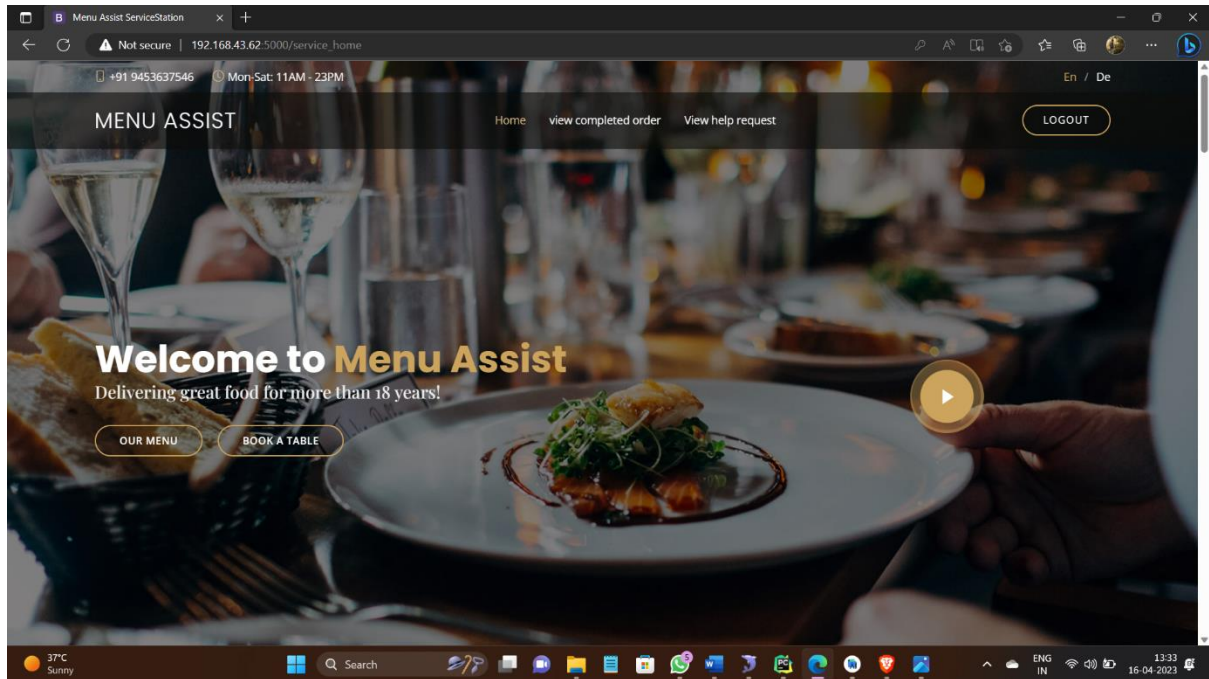 B Menu Assist ServiceStation
Not secure | 192.168.43.62:5000/service_home
+91 9453637546 Mon-Sat: 11AM - 23PM
En / De
MENU ASSIST
Home view completed order View help request
LOGOUT
Welcome to Menu Assist
Delivering great food for more than 18 years!
OUR MENU BOOK A TABLE
37°C
Sunny
Search
ENG
IN
13:33
16-04-2023